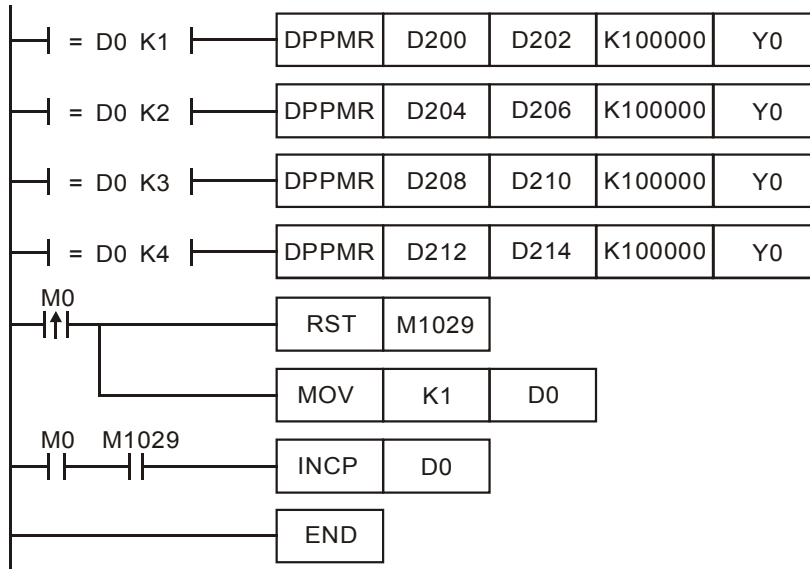 = D0 K1 DPPMR D200 D202 K100000 Y0
= D0 K2 DPPMR D204 D206 K100000 Y0
= D0 K3 DPPMR D208 D210 K100000 Y0
= D0 K4 DPPMR D212 D214 K100000 Y0
M0
RST M1029
MOV K1 D0
M0 M1029
INCP D0
END